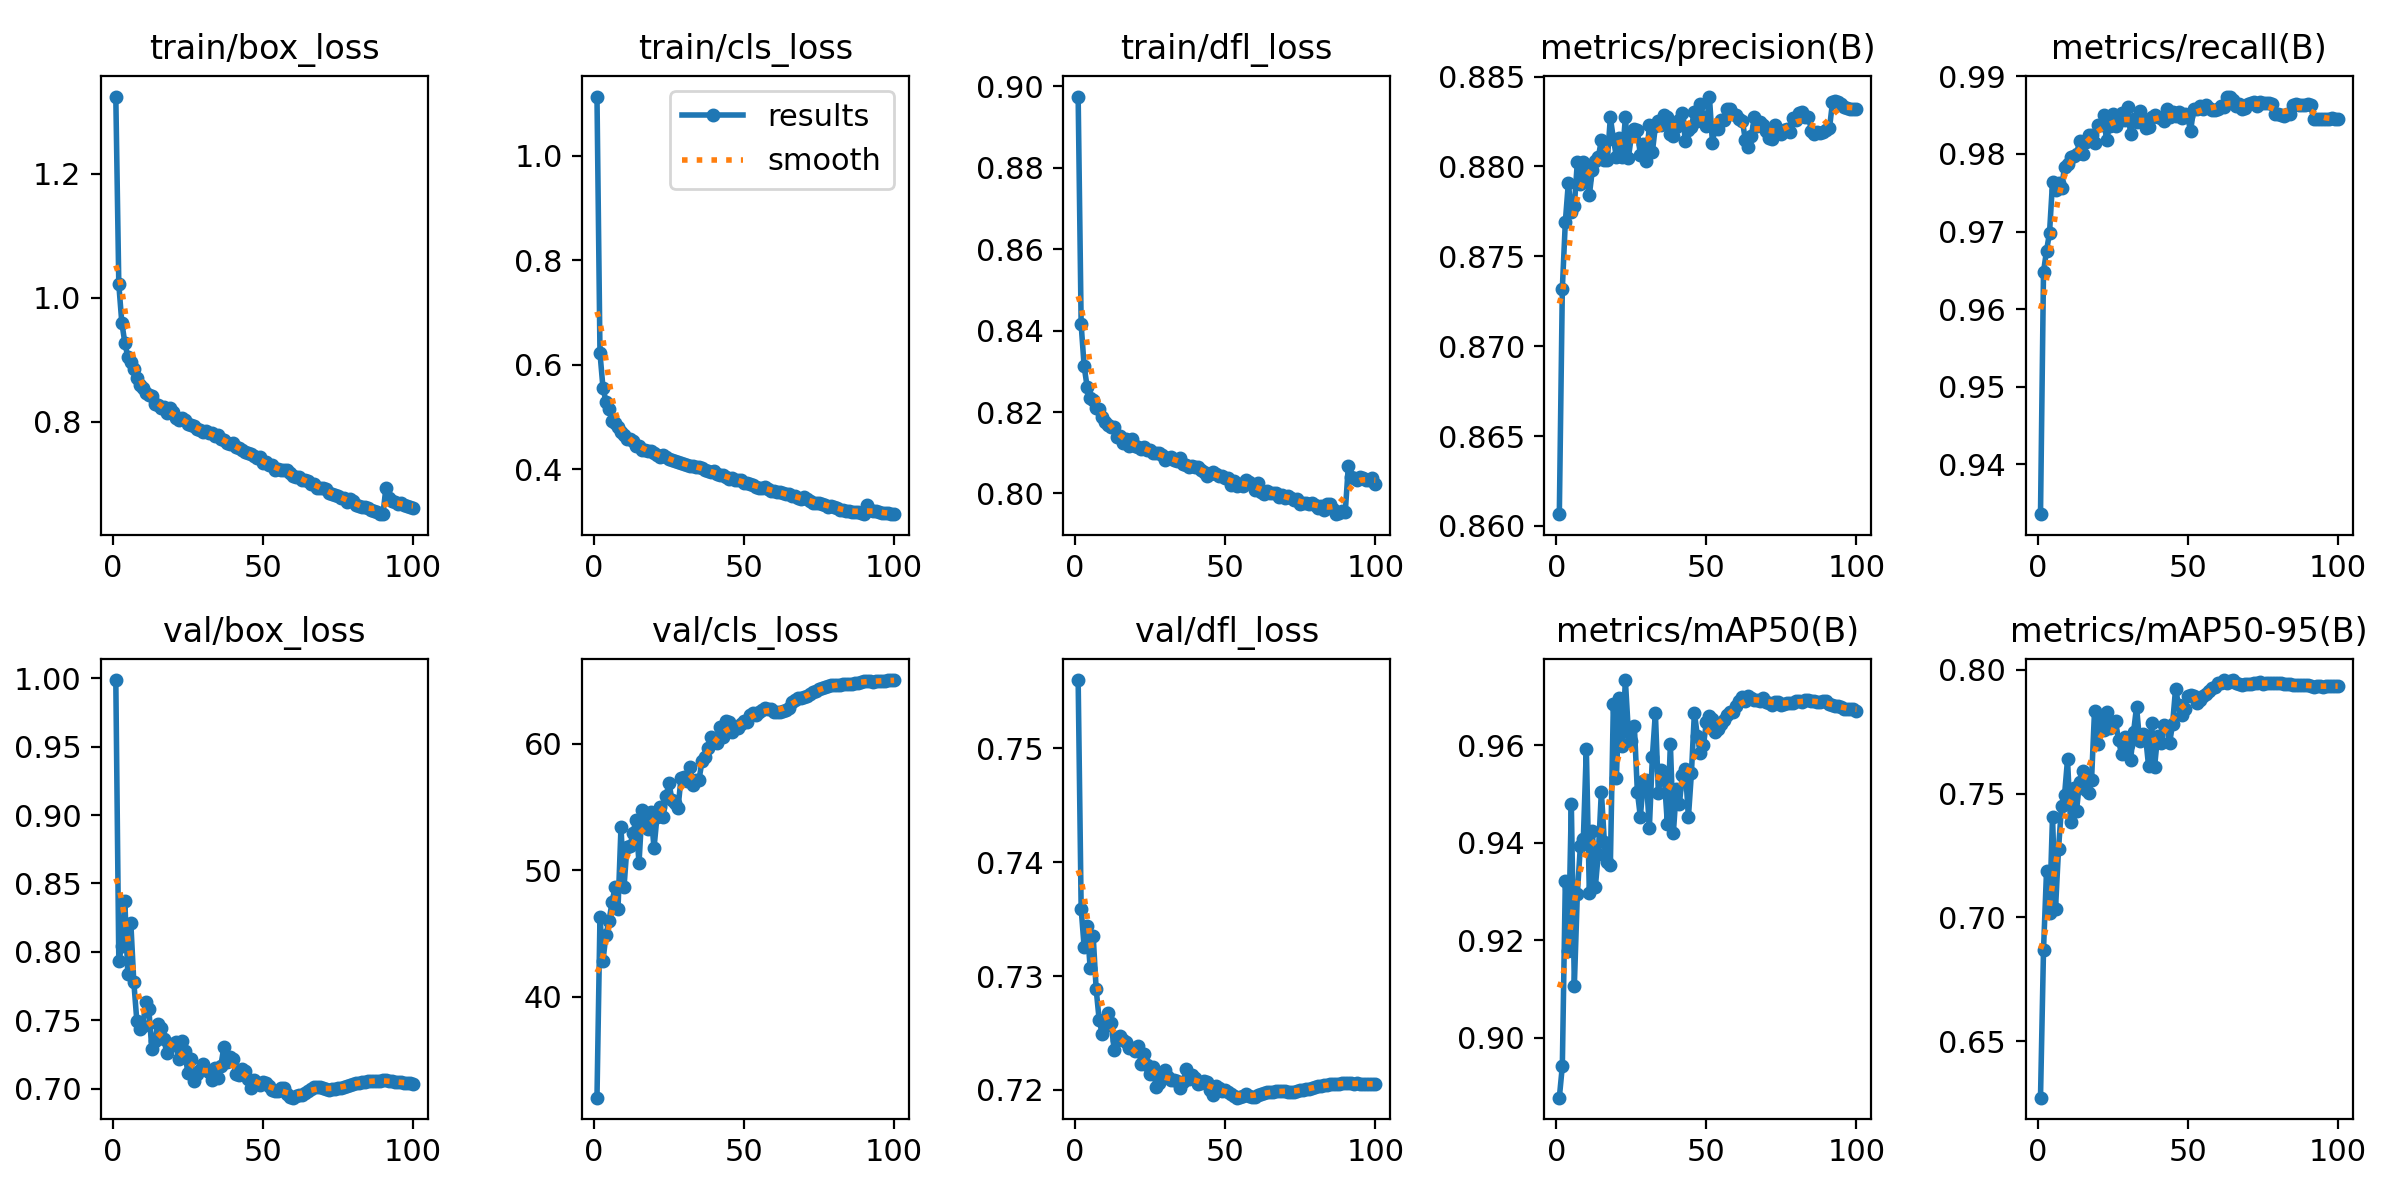 train/box_loss
1.2
1.0
0.8
0 50 100
train/cls_loss
results
smooth
1.0
0.8
0.6
0.4
0 50 100
train/dfl_loss
0.90
0.88
0.86
0.84
0.82
0.80
0 50 100
metrics/precision(B)
0.885
0.880
0.875
0.870
0.865
0.860
0 50 100
metrics/recall(B)
0.99
0.98
0.97
0.96
0.95
0.94
0 50 100
val/box_loss
1.00
0.95
0.90
0.85
0.80
0.75
0.70
0 50 100
val/cls_loss
60
50
40
0 50 100
val/dfl_loss
0.75
0.74
0.73
0.72
0 50 100
metrics/mAP50(B)
0.96
0.94
0.92
0.90
0 50 100
metrics/mAP50-95(B)
0.80
0.75
0.70
0.65
0 50 100